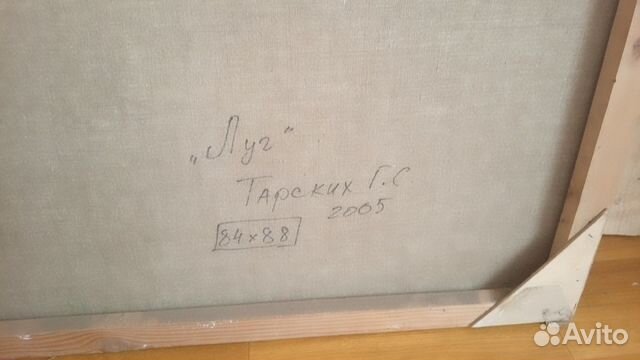 „Луг“
Тарских Г.С
2005
84×88
Avito